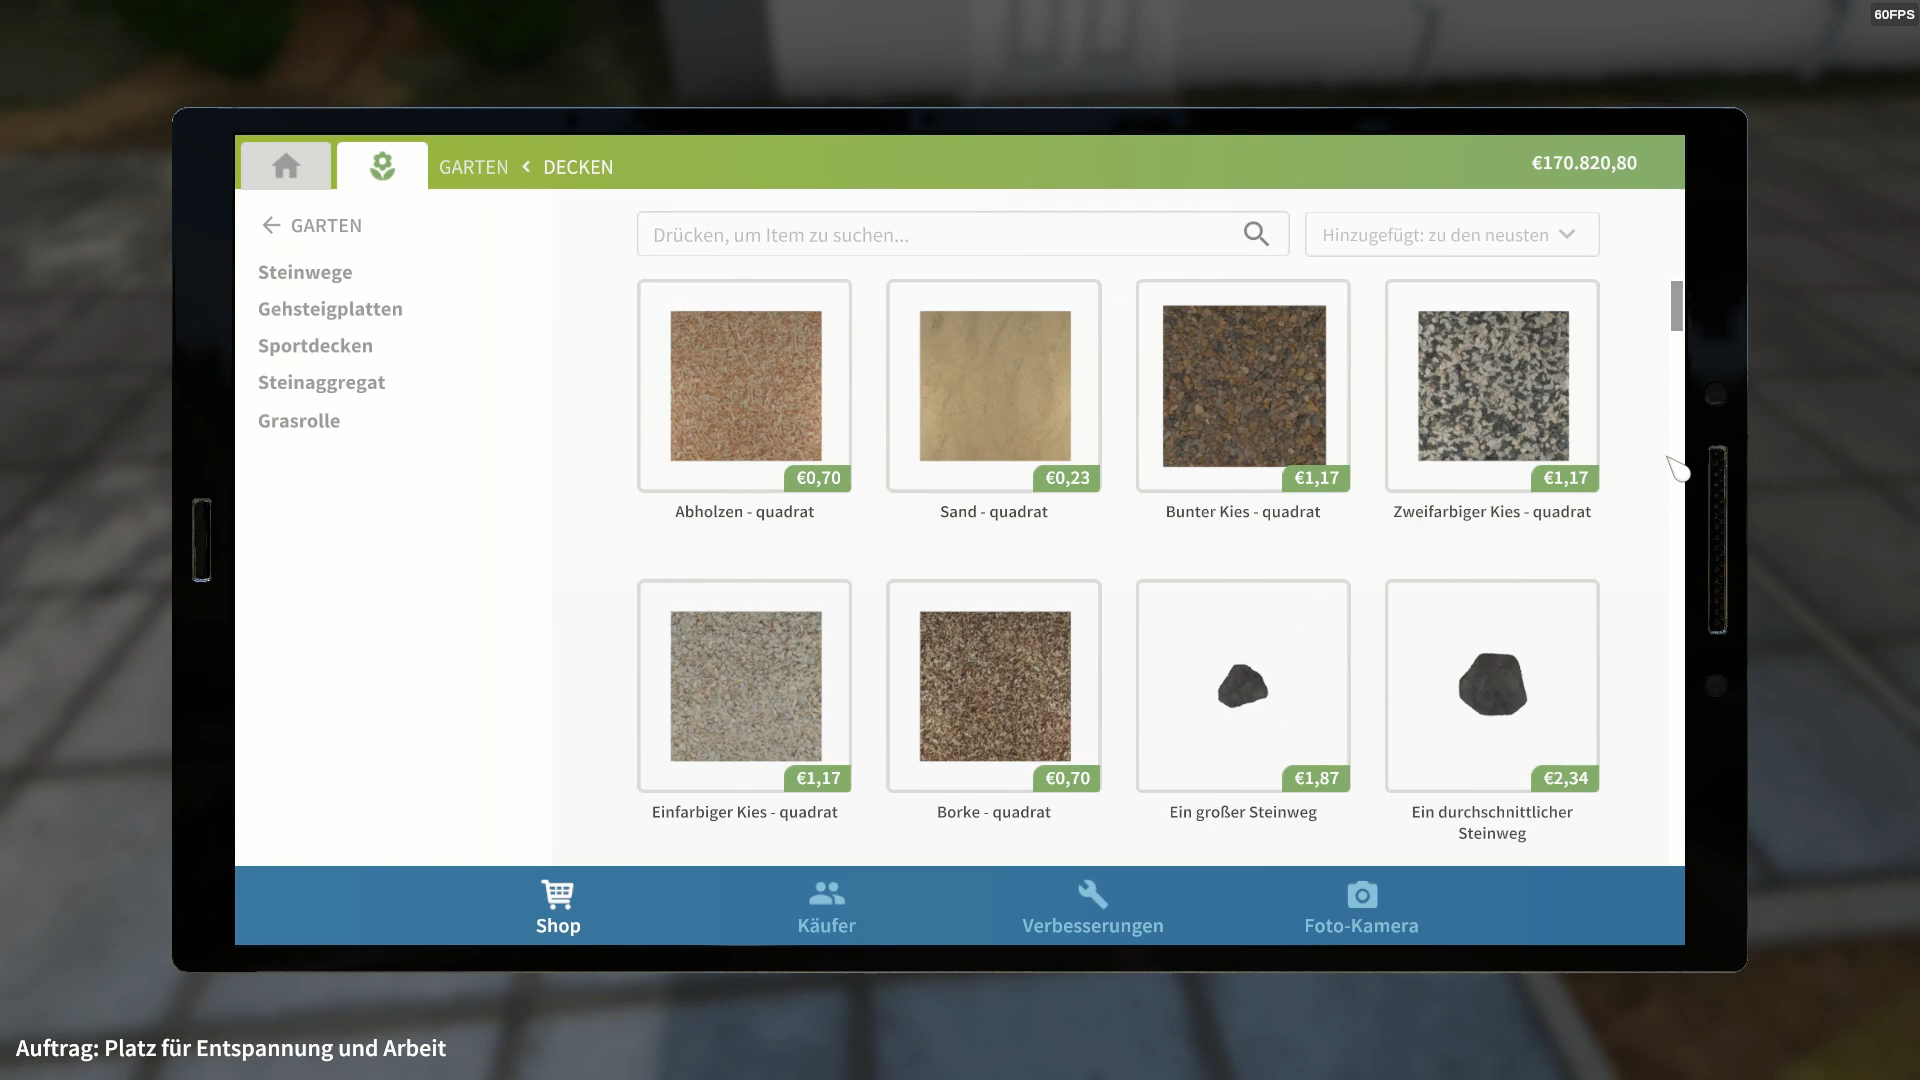 60FPS
GARTEN < DECKEN
€170.820,80
GARTEN
Steinwege
Gehsteigplatten
Sportdecken
Steinaggregat
Grasrolle
Drücken, um Item zu suchen...
Hinzugefügt: zu den neusten
€0,70
€0,23
€1,17
€1,17
Abholzen - quadrat
Sand - quadrat
Bunter Kies - quadrat
Zweifarbiger Kies - quadrat
€1,17
€0,70
€1,87
€2,34
Einfarbiger Kies - quadrat
Borke - quadrat
Ein großer Steinweg
Ein durchschnittlicher
Steinweg
Shop
Käufer
Verbesserungen
Foto-Kamera
Auftrag: Platz für Entspannung und Arbeit